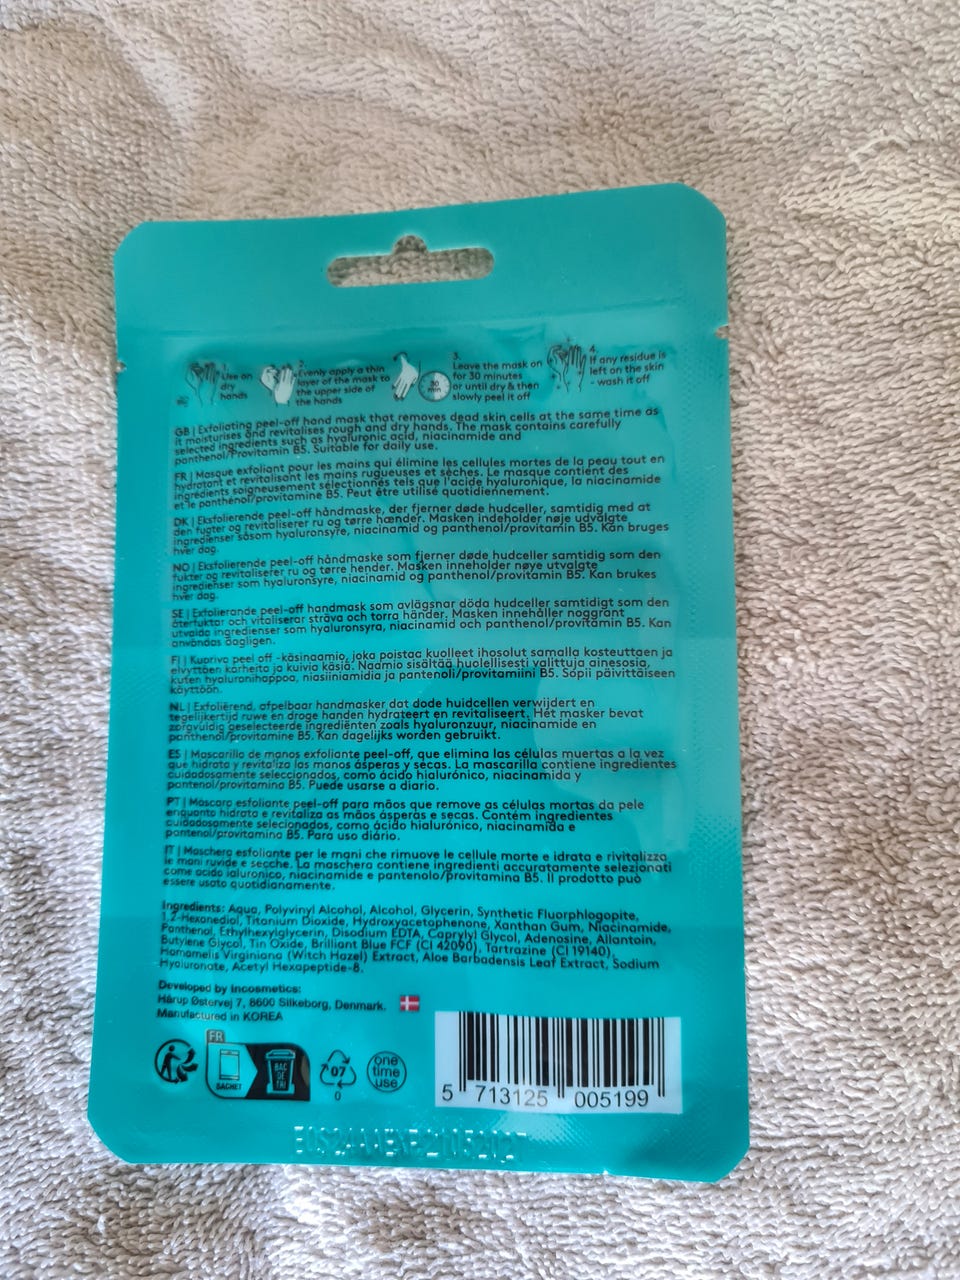 Use on
dry
hands
2.
Evenly apply a thin
layer of the mask to
the upper side of
the hands
30
min
3.
Leave the mask on
for 30 minutes
or until dry & then
slowly peel it off
4.
If any residue is
left on the skin
- wash it off
GB | Exfoliating peel-off hand mask that removes dead skin cells at the same time as
it moisturises and revitalises rough and dry hands. The mask contains carefully
selected ingredients such as hyaluronic acid, niacinamide and
panthenol/Provitamin B5. Suitable for daily use.
FR | Masque exfoliant pour les mains qui élimine les cellules mortes de la peau tout en
hydratant et revitalisant les mains rugueuses et sèches. Le masque contient des
ingrédients soigneusement sélectionnés tels que l'acide hyaluronique, la niacinamide
et le panthénol/provitamine B5. Peut être utilisé quotidiennement.
DK | Eksfolierende peel-off håndmaske, der fjerner døde hudceller, samtidig med at
den fugter og revitaliserer ru og tørre hænder. Masken indeholder nøje udvalgte
ingredienser såsom hyaluronsyre, niacinamid og panthenol/provitamin B5. Kan bruges
hver dag.
NO | Eksfolierende peel-off håndmaske som fjerner døde hudceller samtidig som den
fukter og revitaliserer ru og tørre hender. Masken inneholder nøye utvalgte
ingredienser som hyaluronsyre, niacinamid og panthenol/provitamin B5. Kan brukes
hver dag.
SE | Exfolierande peel-off handmask som avlägsnar döda hudceller samtidigt som den
återfuktar och vitaliserar sträva och torra händer. Masken innehåller noggrant
utvalda ingredienser som hyaluronsyra, niacinamid och panthenol/provitamin B5. Kan
användas dagligen.
FI | Kuoriva peel off -käsinaamio, joka poistaa kuolleet ihosolut samalla kosteuttaen ja
elvyttäen karheita ja kuivia käsiä. Naamio sisältää huolellisesti valittuja ainesosia,
kuten hyaluronihappoa, niasiiniamidia ja pantenoli/provitamiini B5. Sopii päivittäiseen
käyttöön.
NL | Exfoliërend, afpelbaar handmasker dat dode huidcellen verwijdert en
tegelijkertijd ruwe en droge handen hydrateert en revitaliseert. Het masker bevat
zorgvuldig geselecteerde ingrediënten zoals hyaluronzuur, niacinamide en
panthenol/provitamine B5. Kan dagelijks worden gebruikt.
ES | Mascarilla de manos exfoliante peel-off, que elimina las células muertas a la vez
que hidrata y revitaliza las manos ásperas y secas. La mascarilla contiene ingredientes
cuidadosamente seleccionados, como ácido hialurónico, niacinamida y
pantenol/provitamina B5. Puede usarse a diario.
PT | Máscara esfoliante peel-off para mãos que remove as células mortas da pele
enquanto hidrata e revitaliza as mãos ásperas e secas. Contém ingredientes
cuidadosamente selecionados, como ácido hialurónico, niacinamida e
pantenol/provitamina B5. Para uso diário.
IT | Maschera esfoliante per le mani che rimuove le cellule morte e idrata e rivitalizza
le mani ruvide e secche. La maschera contiene ingredienti accuratamente selezionati
come acido ialuronico, niacinamide e pantenolo/provitamina B5. Il prodotto può
essere usato quotidianamente.
Ingredients: Aqua, Polyvinyl Alcohol, Alcohol, Glycerin, Synthetic Fluorphlogopite,
1,2-Hexanediol, Titanium Dioxide, Hydroxyacetophenone, Xanthan Gum, Niacinamide,
Panthenol, Ethylhexylglycerin, Disodium EDTA, Caprylyl Glycol, Adenosine, Allantoin,
Butylene Glycol, Tin Oxide, Brilliant Blue FCF (CI 42090), Tartrazine (CI 19140),
Hamamelis Virginiana (Witch Hazel) Extract, Aloe Barbadensis Leaf Extract, Sodium
Hyaluronate, Acetyl Hexapeptide-8.
Developed by Incosmetics:
Hårup Østervej 7, 8600 Silkeborg, Denmark.
Manufactured in KOREA
FR
SACHET
BAC
DE
TRI
07
0
one
time
use
5 713125 005199